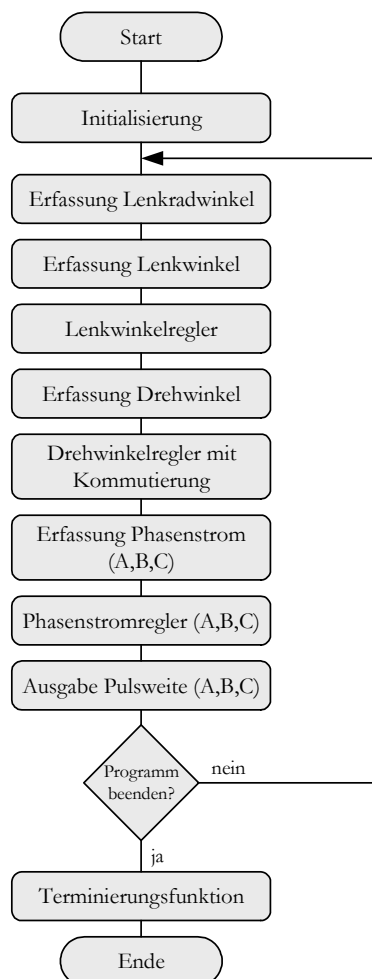 Start
Initialisierung
Erfassung Lenkradwinkel
Erfassung Lenkwinkel
Lenkwinkelregler
Erfassung Drehwinkel
Drehwinkelregler mit
Kommutierung
Erfassung Phasenstrom
(A,B,C)
Phasenstromregler (A,B,C)
Ausgabe Pulsweite (A,B,C)
Programm
beenden?
nein
ja
Terminierungsfunktion
Ende